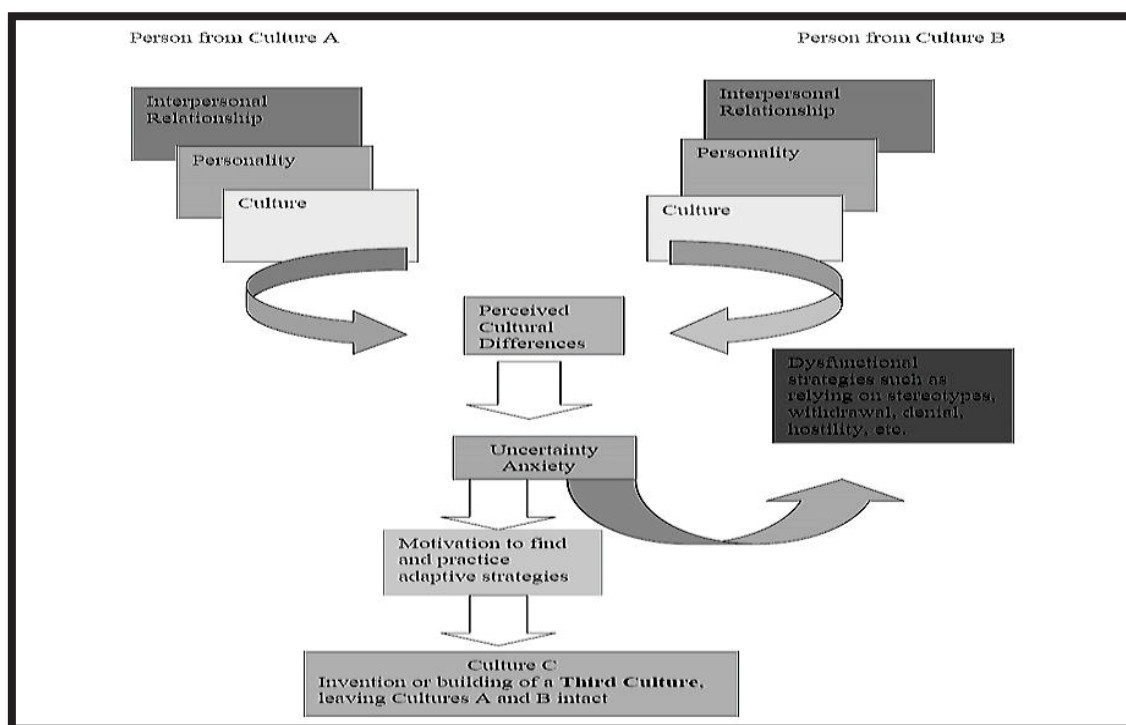 Person from Culture A
Person from Culture B
Interpersonal
Relationship
Personality
Culture
Interpersonal
Relationship
Personality
Culture
Perceived
Cultural
Differences
Dysfunctional
strategies such as
relying on stereotypes,
withdrawal, denial,
hostility, etc.
Uncertainty
Anxiety
Motivation to find
and practice
adaptive strategies
Culture C
Invention or building of a Third Culture,
leaving Cultures A and B intact